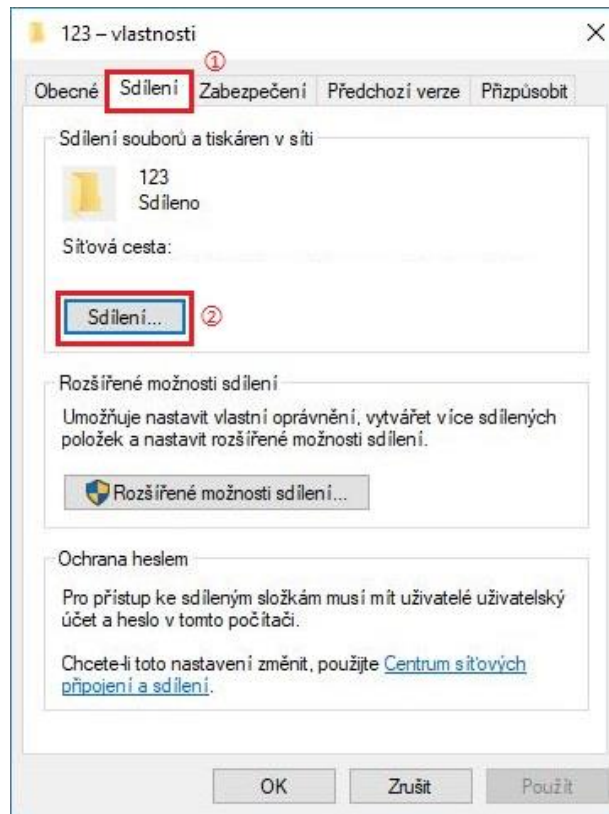 123 – vlastnosti
①
Obecné Sdílení Zabezpečení Předchozí verze Přizpůsobit
Sdílení souborů a tiskáren v síti
123
Sdíleno
Síťová cesta:
Sdílení... ②
Rozšířené možnosti sdílení
Umožňuje nastavit vlastní oprávnění, vytvářet více sdílených
položek a nastavit rozšířené možnosti sdílení.
Rozšířené možnosti sdílení...
Ochrana heslem
Pro přístup ke sdíleným složkám musí mít uživatelé uživatelský
účet a heslo v tomto počítači.
Chcete-li toto nastavení změnit, použijte Centrum síťových
připojení a sdílení.
OK Zrušit Použít